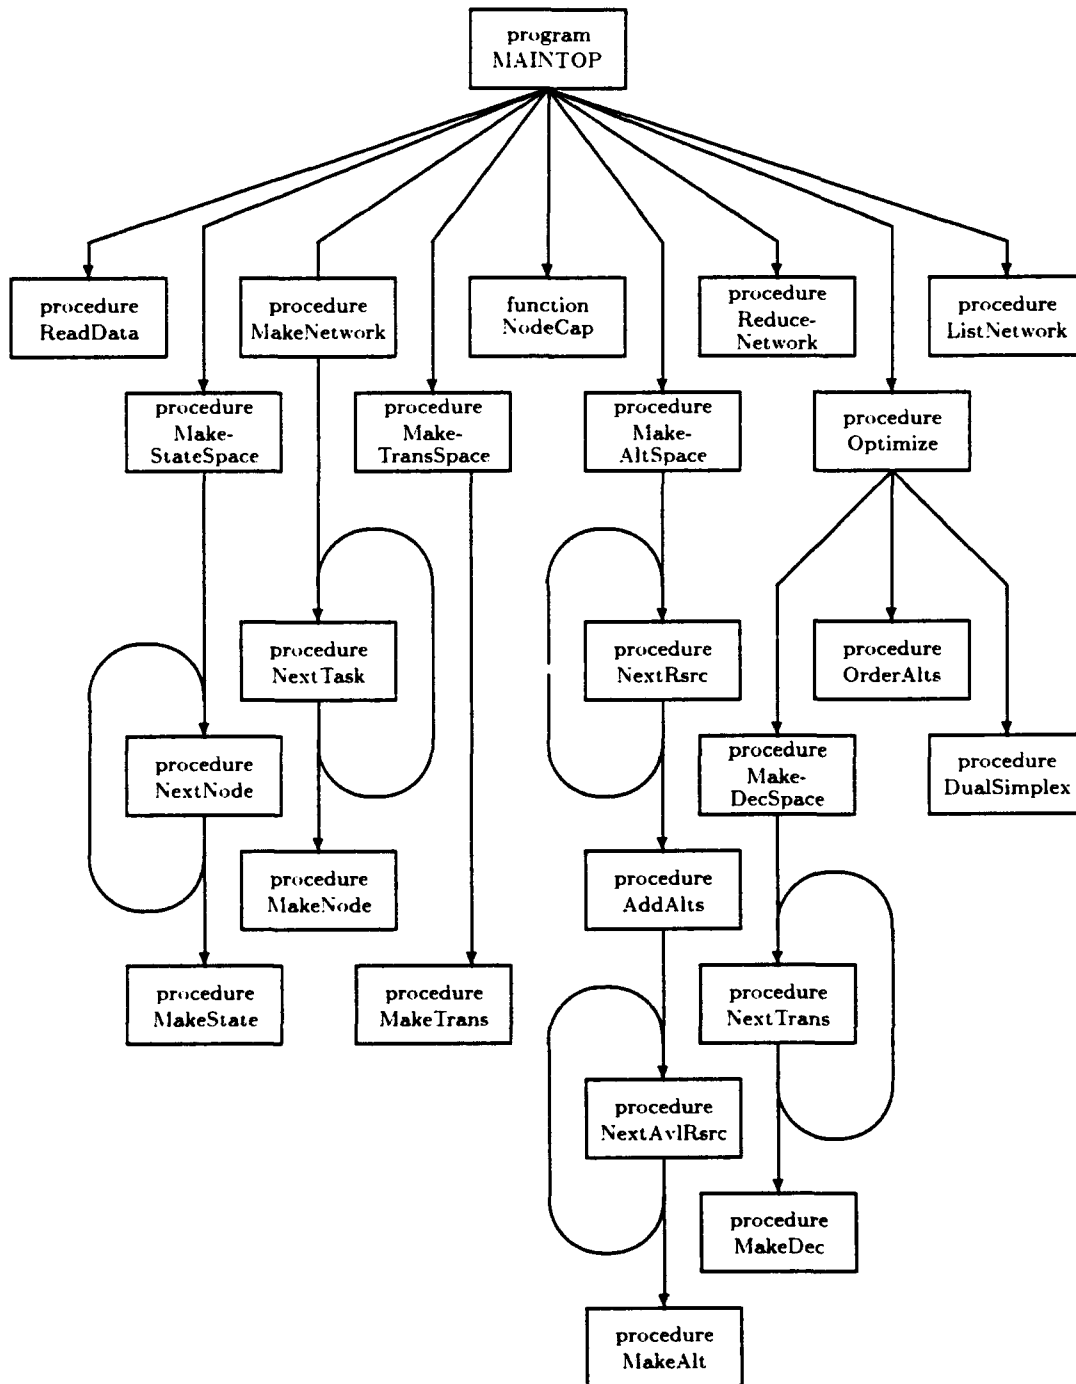 program
MAINTOP
procedure
ReadData
procedure
MakeNetwork
function
NodeCap
procedure
Reduce-
Network
procedure
ListNetwork
procedure
Make-
StateSpace
procedure
Make-
TransSpace
procedure
Make-
AltSpace
procedure
Optimize
procedure
NextTask
procedure
NextRsrc
procedure
OrderAlts
procedure
NextNode
procedure
Make-
DecSpace
procedure
DualSimplex
procedure
MakeNode
procedure
AddAlts
procedure
MakeState
procedure
MakeTrans
procedure
NextTrans
procedure
NextAvlRsrc
procedure
MakeDec
procedure
MakeAlt